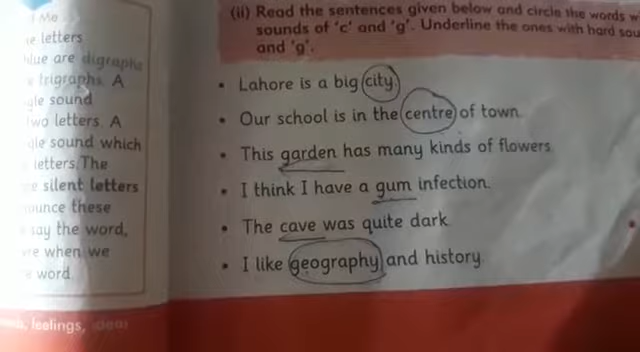 Me
letters
blue are digraphs
trigraphs. A
sound
two letters. A
sound which
letters. The
silent letters
these
say the word,
when we
word.
feelings, ideas
(ii) Read the sentences given below and circle the words
sounds of 'c' and 'g'. Underline the ones with hard
and 'g'.
• Lahore is a big city.
• Our school is in the centre of town.
• This garden has many kinds of flowers.
• I think I have a gum infection.
• The cave was quite dark.
• I like geography and history.